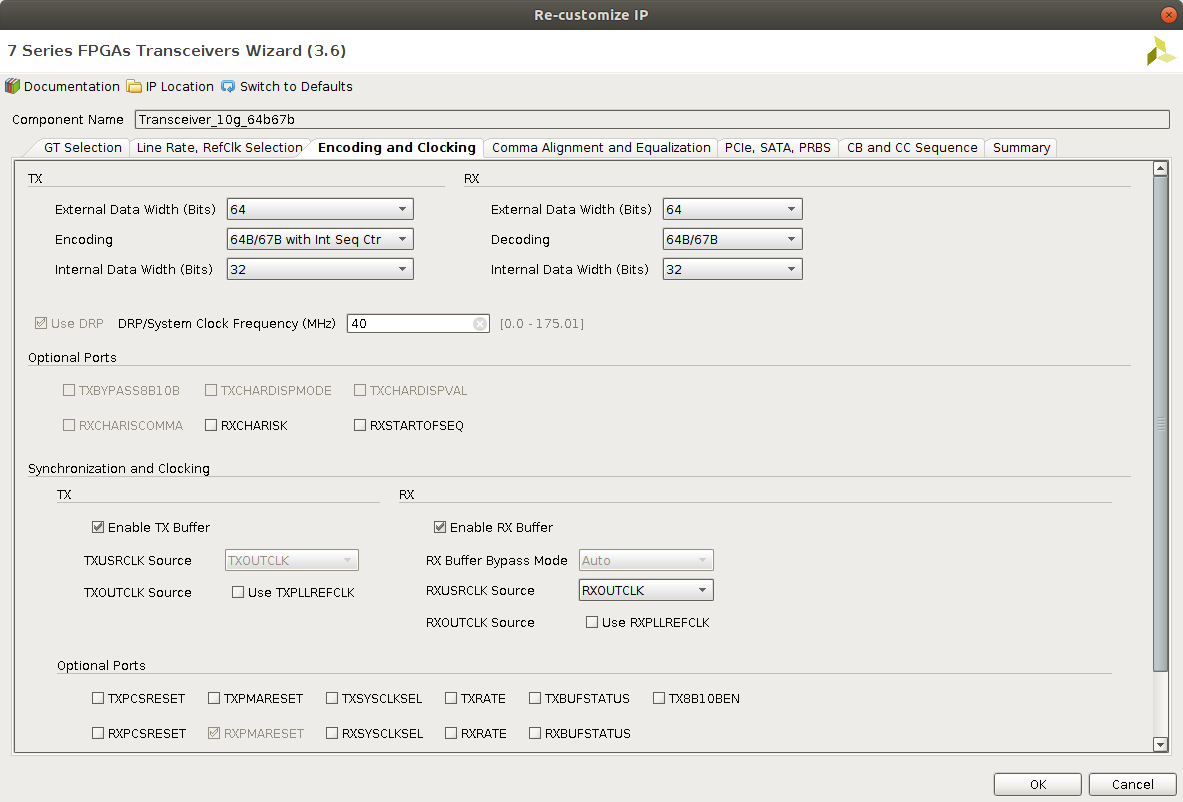 Re-customize IP
7 Series FPGAs Transceivers Wizard (3.6)
Documentation IP Location Switch to Defaults
Component Name Transceiver_10g_64b67b
GT Selection Line Rate, RefClk Selection Encoding and Clocking Comma Alignment and Equalization PCIe, SATA, PRBS CB and CC Sequence Summary
TX RX
External Data Width (Bits) 64 External Data Width (Bits) 64
Encoding 64B/67B with Int Seq Ctr Decoding 64B/67B
Internal Data Width (Bits) 32 Internal Data Width (Bits) 32
Use DRP DRP/System Clock Frequency (MHz) 40 [0.0 - 175.01]
Optional Ports
TXBYPASS8B10B TXCHARDISPMODE TXCHARDISPVAL
RXCHARISCOMMA RXCHARISK RXSTARTOFSEQ
Synchronization and Clocking
TX RX
Enable TX Buffer Enable RX Buffer
TXUSRCLK Source TXOUTCLK RX Buffer Bypass Mode Auto
TXOUTCLK Source Use TXPLLREFCLK RXUSRCLK Source RXOUTCLK
RXOUTCLK Source Use RXPLLREFCLK
Optional Ports
TXPCSRESET TXPMARESET TXSYSCLKSEL TXRATE TXBUFSTATUS TX8B10BEN
RXPCSRESET RXPMARESET RXSYSCLKSEL RXRATE RXBUFSTATUS
OK Cancel